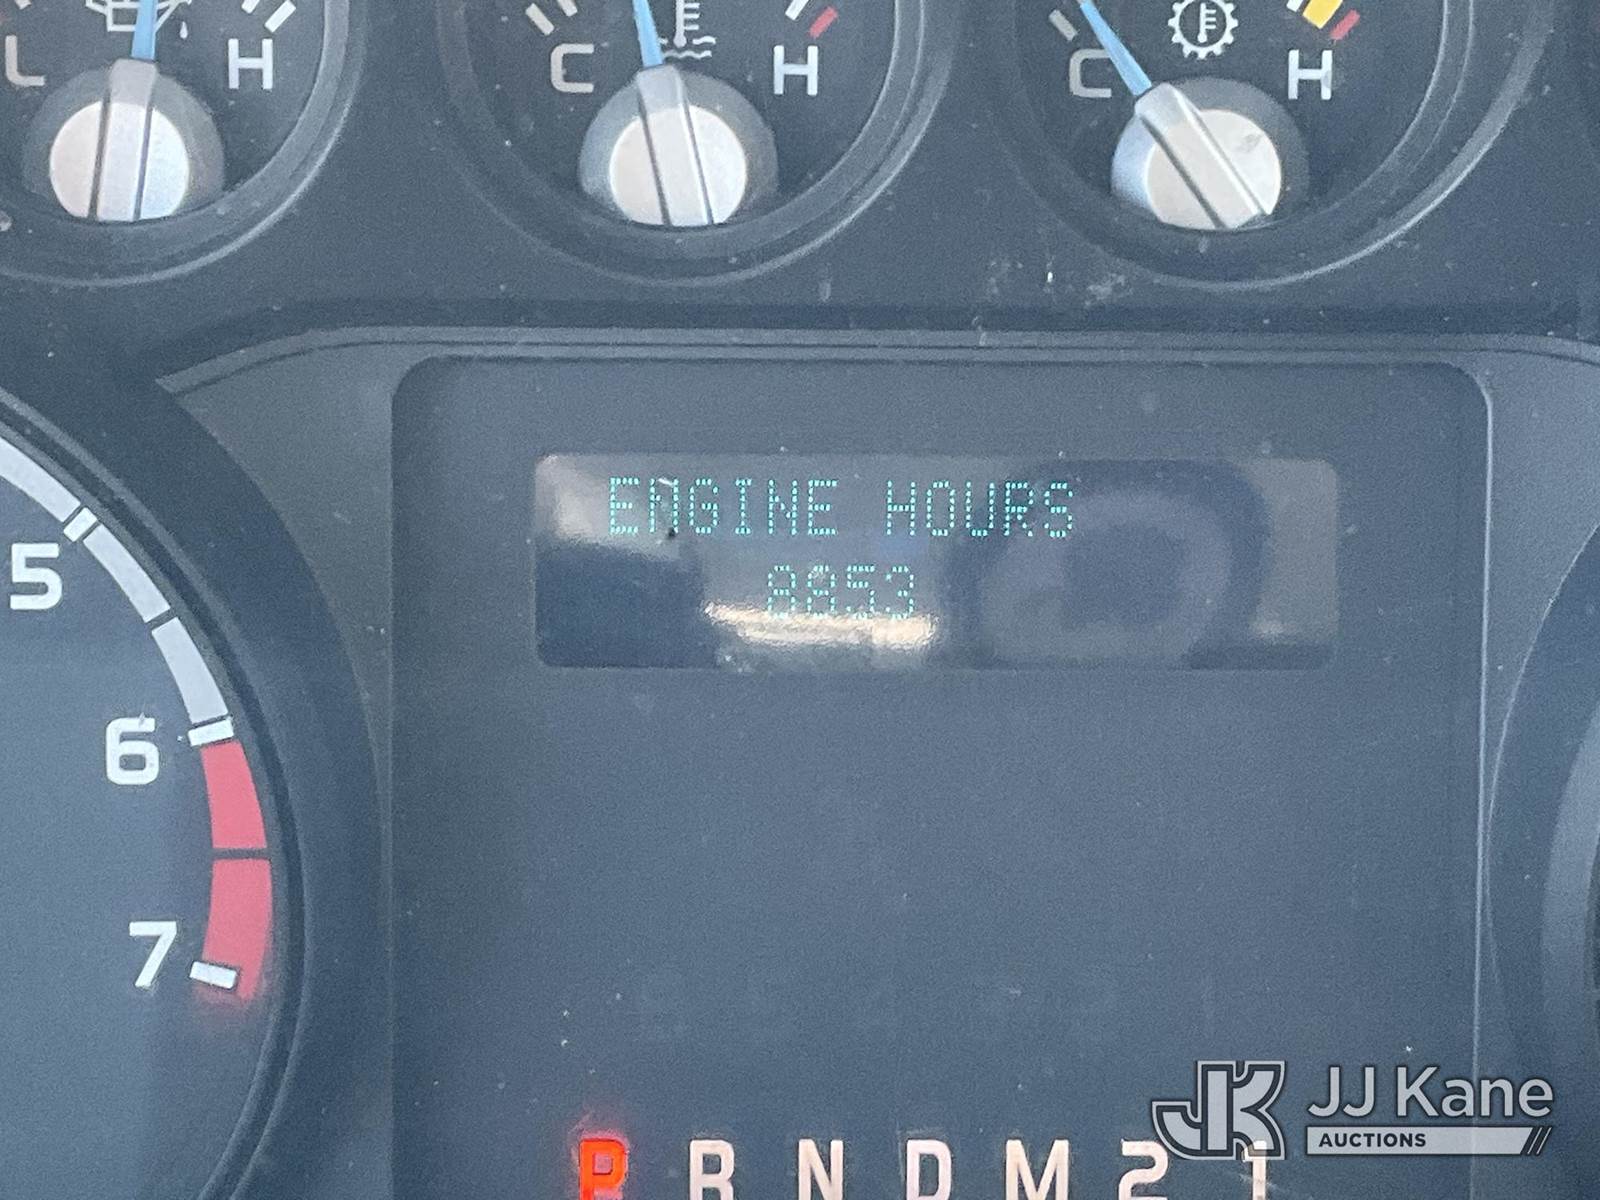 L H
C H
C H
ENGINE HOURS
8853
5
6
7
P R N D M 2 1
JJ Kane
AUCTIONS